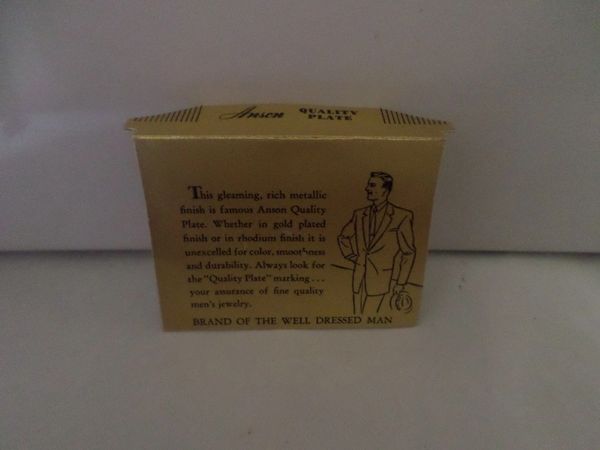 Anson QUALITY PLATE
This gleaming, rich metallic
finish is famous Anson Quality
Plate. Whether in gold plated
finish or in rhodium finish it is
unexcelled for color, smoothness
and durability. Always look for
the "Quality Plate" marking...
your assurance of fine quality
men's jewelry.
BRAND OF THE WELL DRESSED MAN